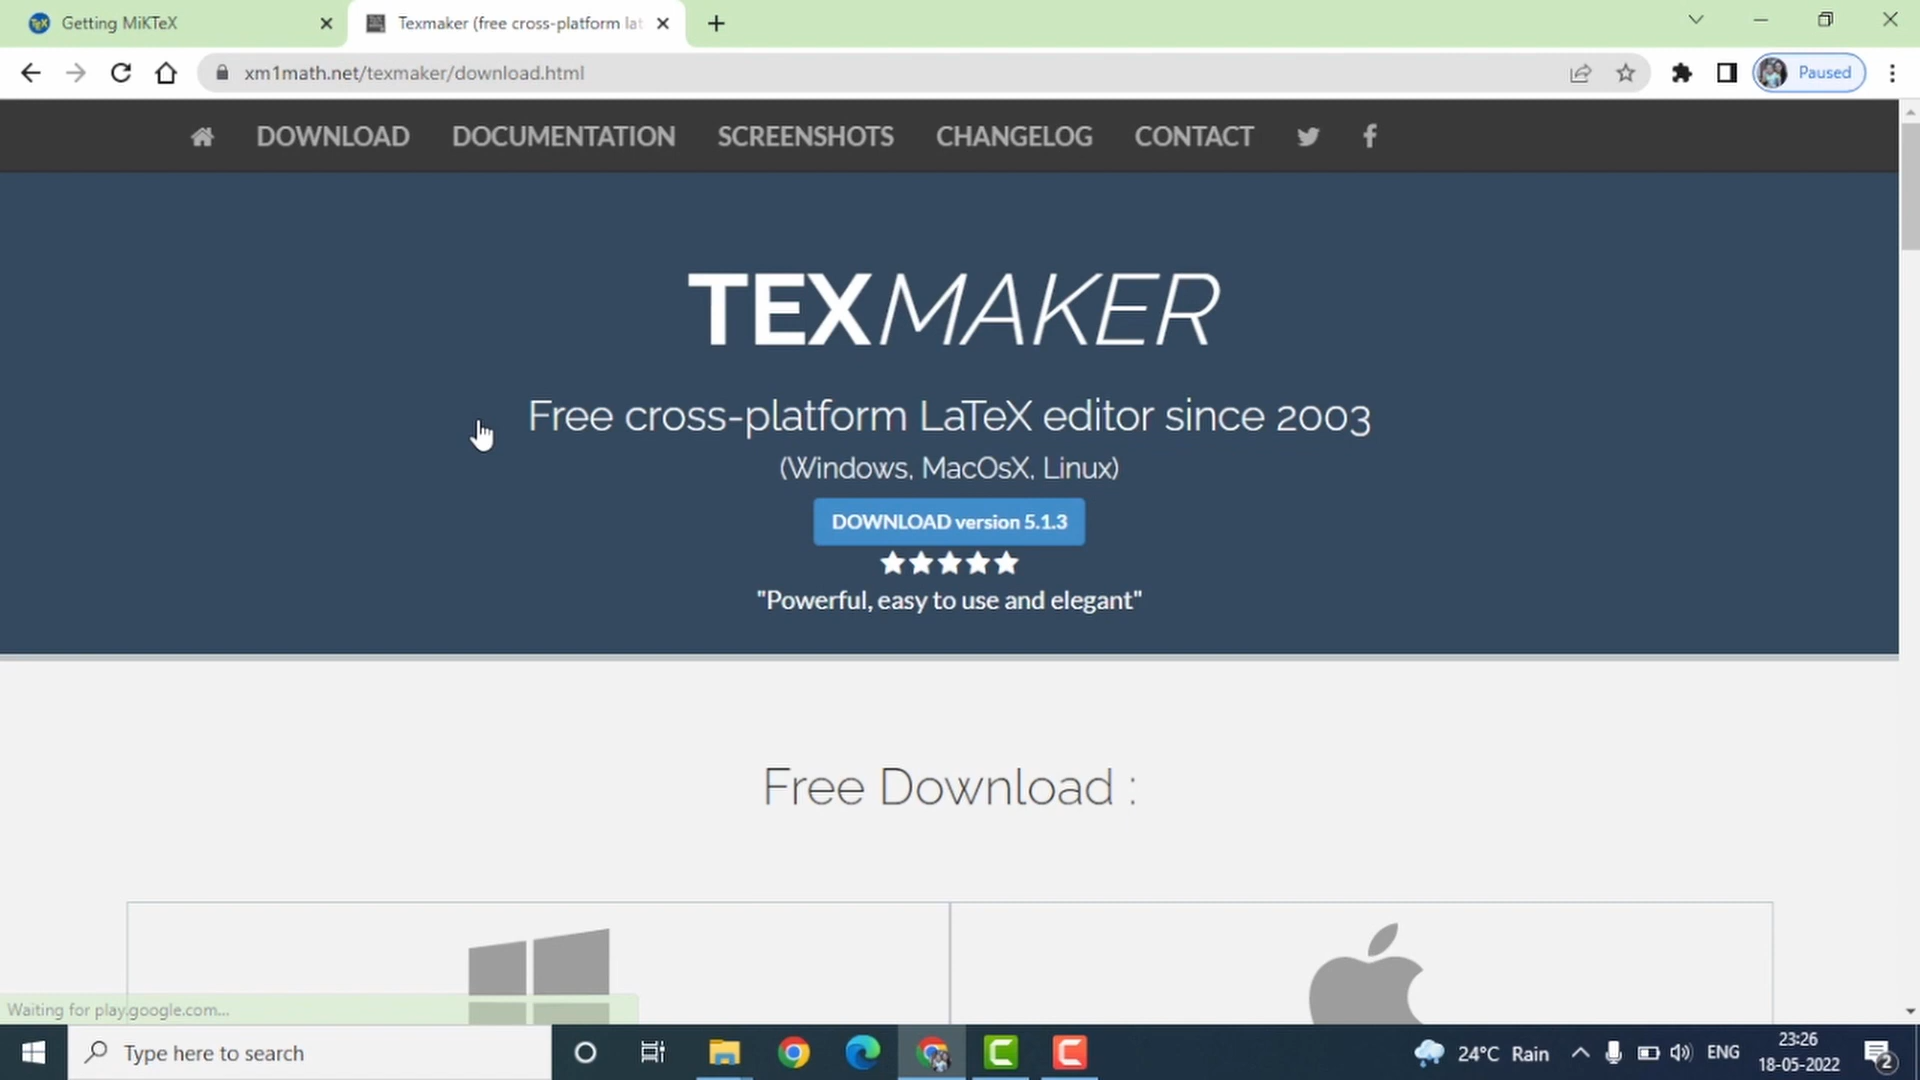 Getting MiKTeX
Texmaker (free cross-platform lat
xm1math.net/texmaker/download.html
Paused
DOWNLOAD DOCUMENTATION SCREENSHOTS CHANGELOG CONTACT
TEXMAKER
Free cross-platform LaTeX editor since 2003
(Windows, MacOsX, Linux)
DOWNLOAD version 5.1.3
"Powerful, easy to use and elegant"
Free Download :
Waiting for play.google.com...
Type here to search
24°C Rain
ENG
23:26
18-05-2022
2